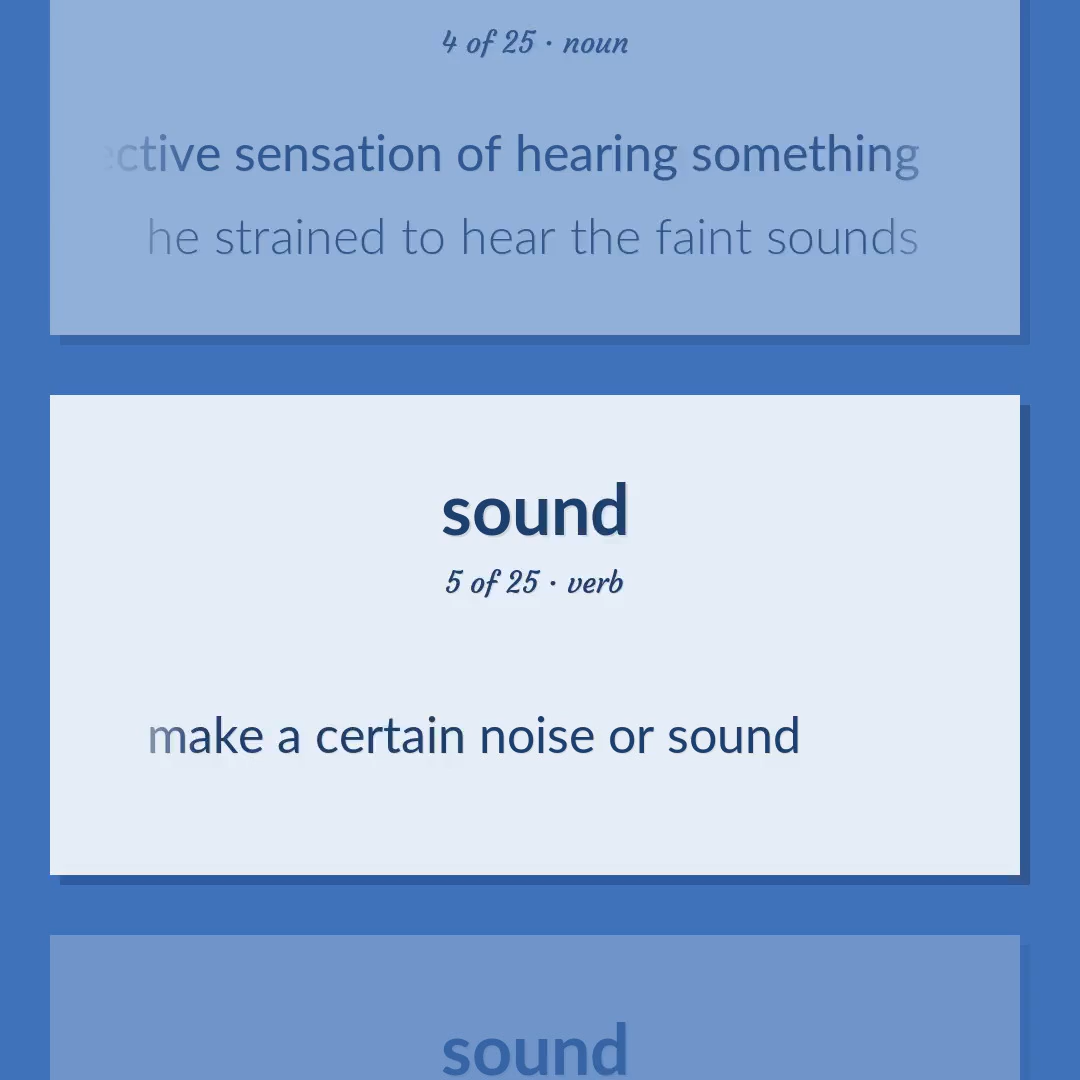 4 of 25 · noun
ective sensation of hearing something
he strained to hear the faint sounds
sound
5 of 25 · verb
make a certain noise or sound
sound